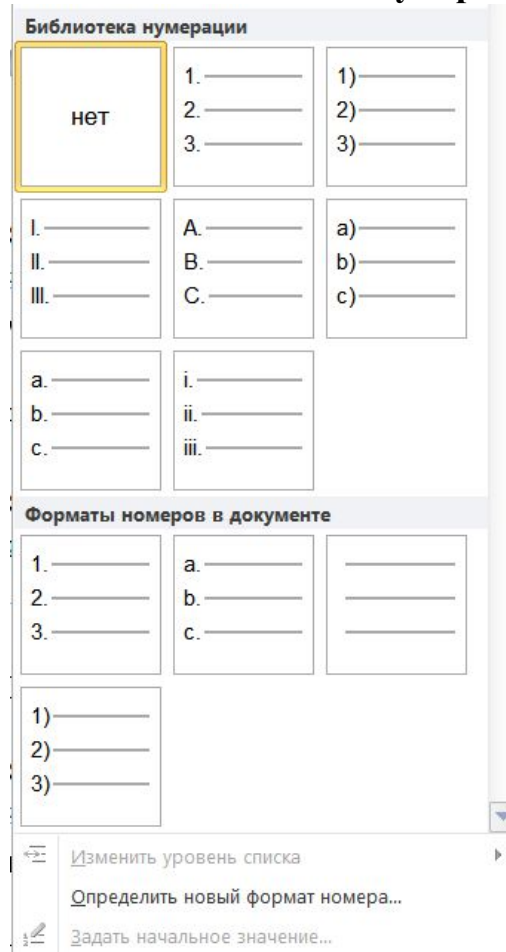 Библиотека нумерации
нет
1.
2.
3.
1)
2)
3)
I.
II.
III.
A.
B.
C.
a)
b)
c)
a.
b.
c.
i.
ii.
iii.
Форматы номеров в документе
1.
2.
3.
a.
b.
c.
1)
2)
3)
Изменить уровень списка
Определить новый формат номера...
Задать начальное значение...